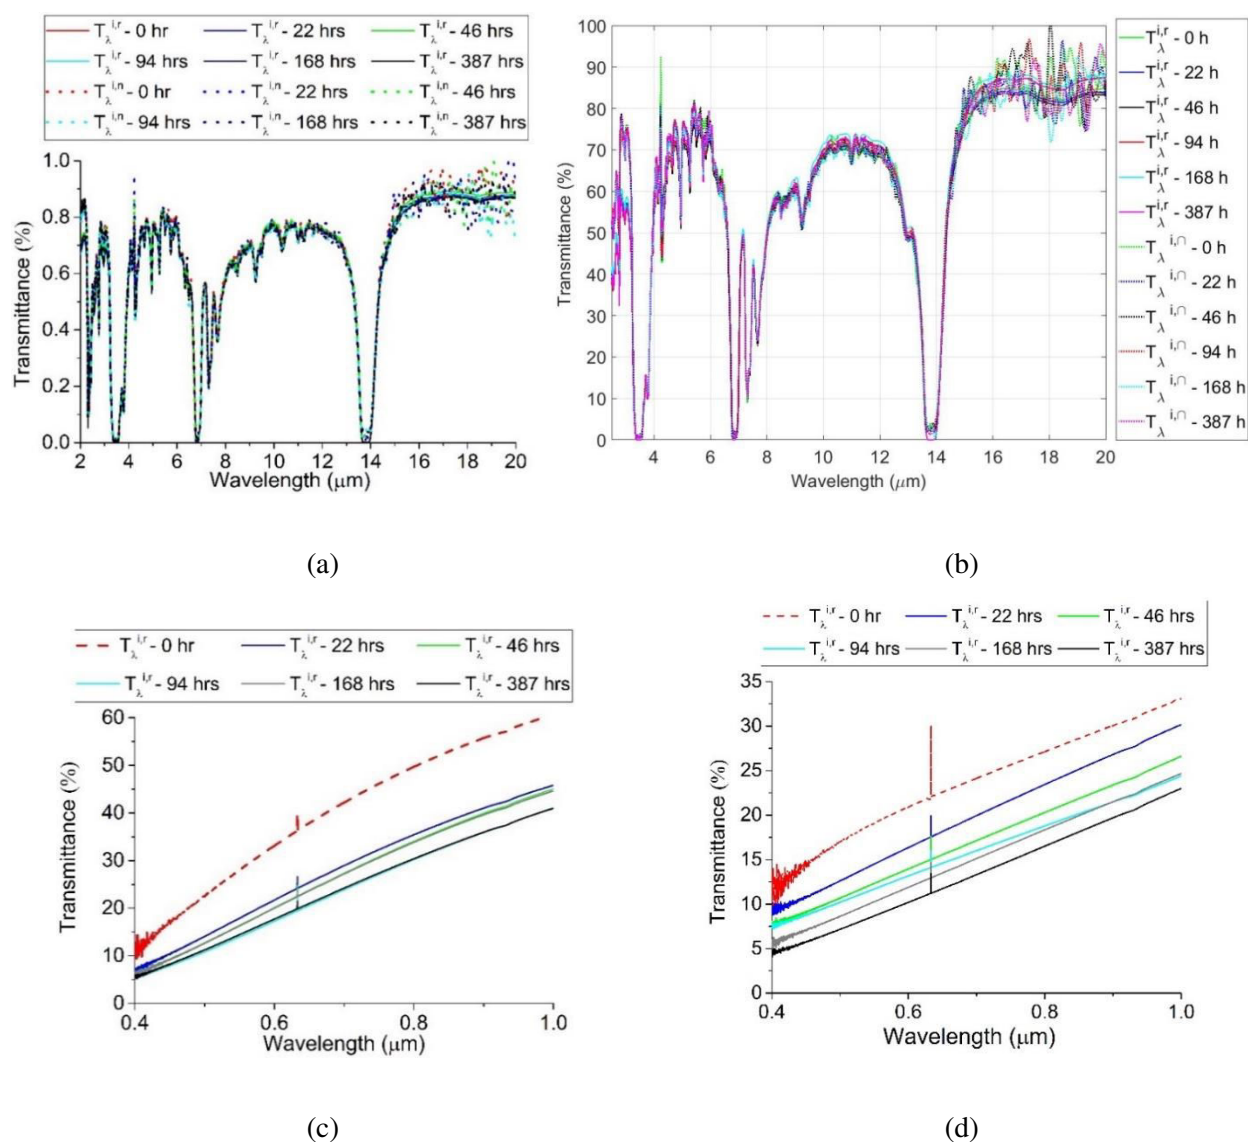 T_λ^i,r - 0 hr T_λ^i,r - 22 hrs T_λ^i,r - 46 hrs
T_λ^i,r - 94 hrs T_λ^i,r - 168 hrs T_λ^i,r - 387 hrs
T_λ^i,n - 0 hr T_λ^i,n - 22 hrs T_λ^i,n - 46 hrs
T_λ^i,n - 94 hrs T_λ^i,n - 168 hrs T_λ^i,n - 387 hrs
Transmittance (%)
1.0
0.8
0.6
0.4
0.2
0.0
2 4 6 8 10 12 14 16 18 20
Wavelength (μm)
(a)
Transmittance (%)
100
90
80
70
60
50
40
30
20
10
0
4 6 8 10 12 14 16 18 20
Wavelength (μm)
T_λ^i,r - 0 h
T_λ^i,r - 22 h
T_λ^i,r - 46 h
T_λ^i,r - 94 h
T_λ^i,r - 168 h
T_λ^i,r - 387 h
T_λ^i,∩ - 0 h
T_λ^i,∩ - 22 h
T_λ^i,∩ - 46 h
T_λ^i,∩ - 94 h
T_λ^i,∩ - 168 h
T_λ^i,∩ - 387 h
(b)
T_λ^i,r - 0 hr T_λ^i,r - 22 hrs T_λ^i,r - 46 hrs
T_λ^i,r - 94 hrs T_λ^i,r - 168 hrs T_λ^i,r - 387 hrs
Transmittance (%)
60
50
40
30
20
10
0
0.4 0.6 0.8 1.0
Wavelength (μm)
(c)
T_λ^i,r - 0 hr T_λ^i,r - 22 hrs T_λ^i,r - 46 hrs
T_λ^i,r - 94 hrs T_λ^i,r - 168 hrs T_λ^i,r - 387 hrs
Transmittance (%)
35
30
25
20
15
10
5
0
0.4 0.6 0.8 1.0
Wavelength (μm)
(d)